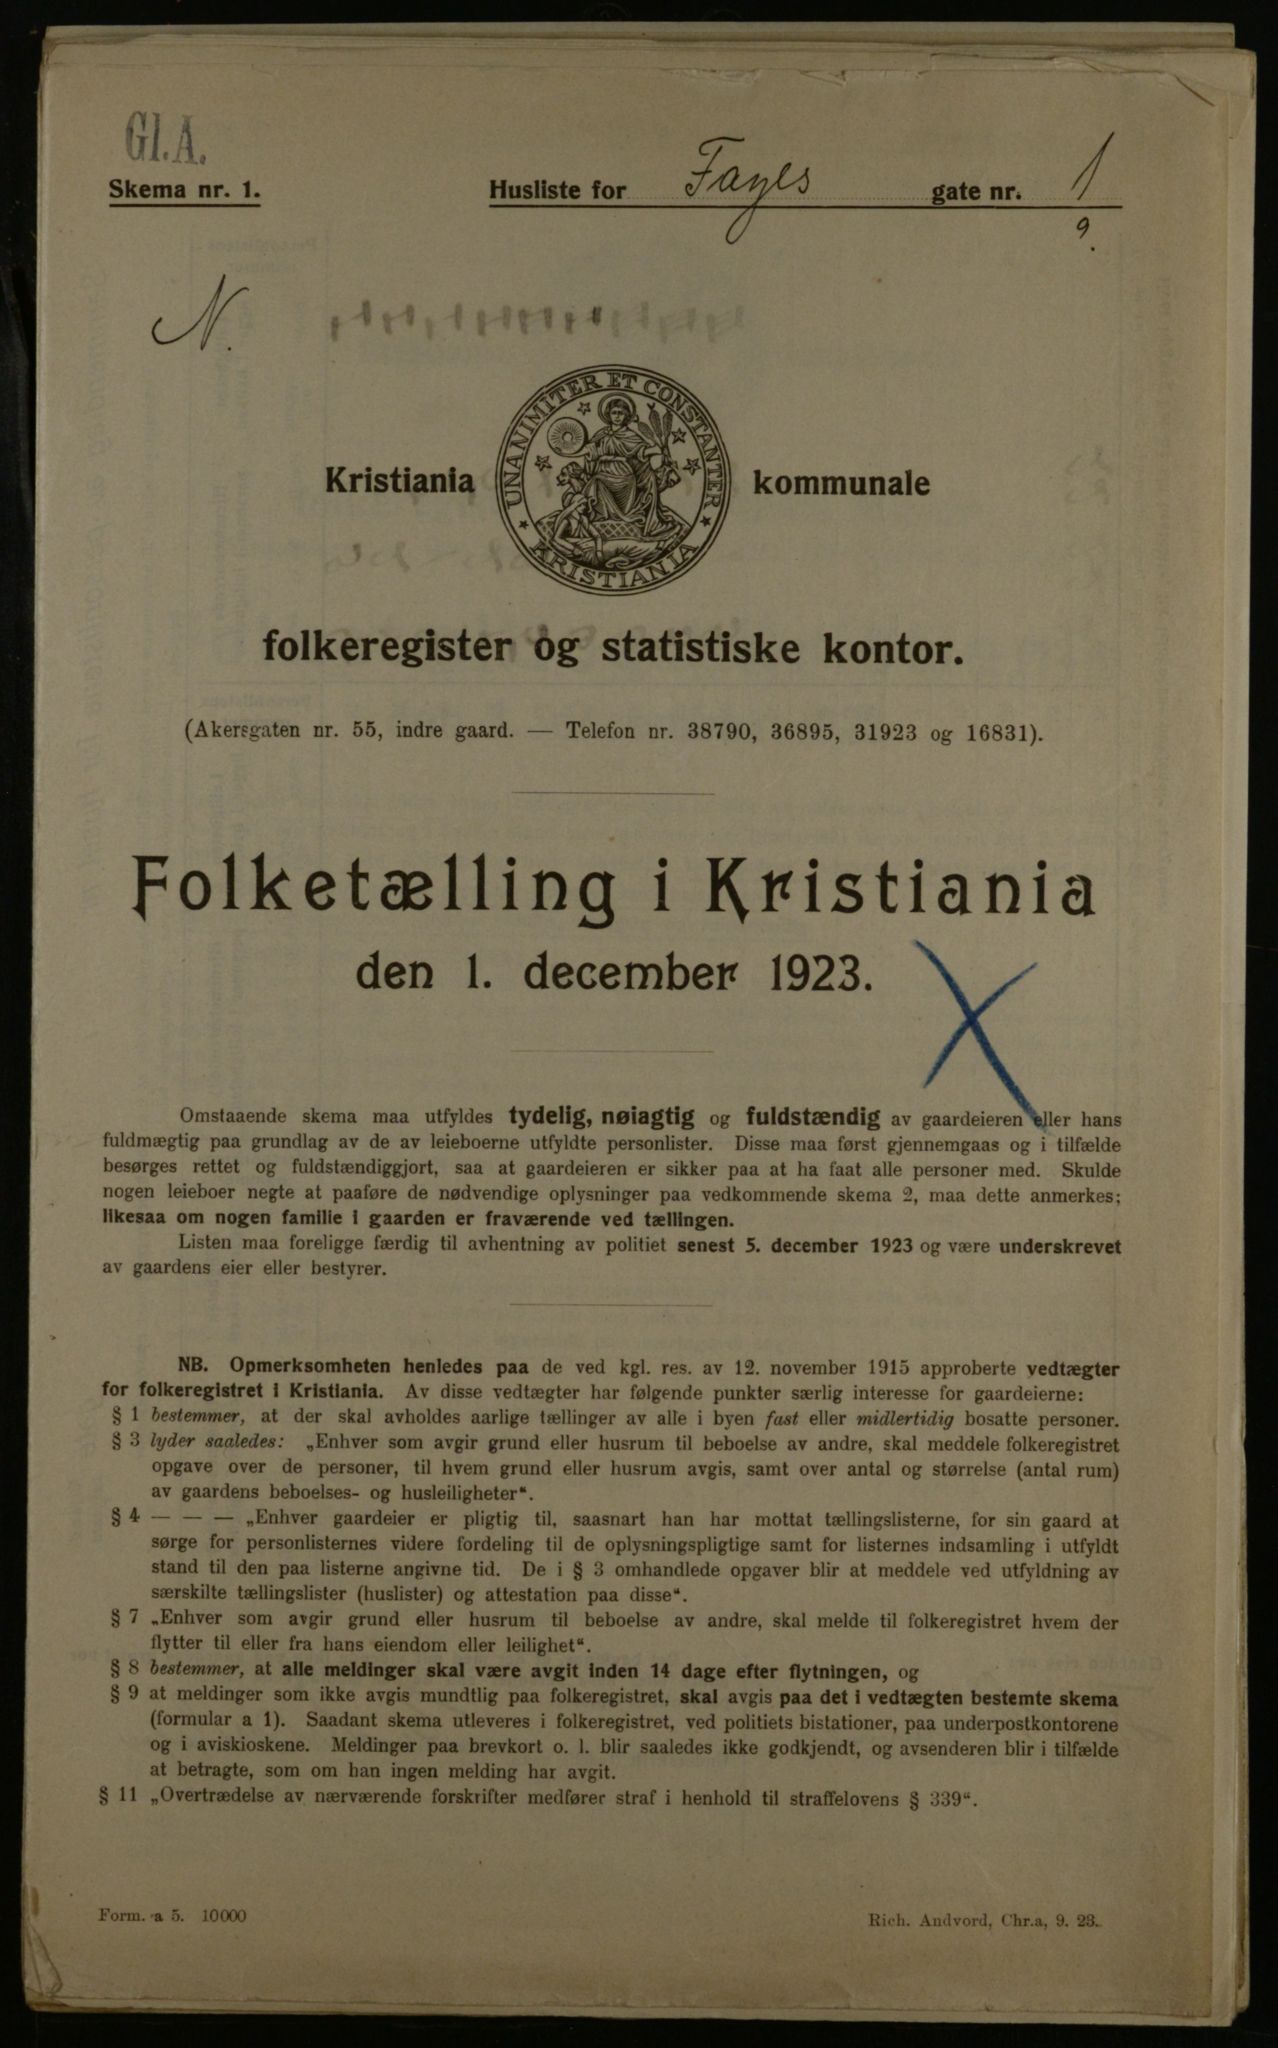 Gl.A.
Skema nr. 1. Husliste for Fayes gate nr. 1
9.
N.
UNANIMITER ET CONSTANTER
KRISTIANIA
Kristiania kommunale
folkeregister og statistiske kontor.
(Akersgaten nr. 55, indre gaard. — Telefon nr. 38790, 36895, 31923 og 16831).
Folketælling i Kristiania
den 1. december 1923.
Omstaaende skema maa utfyldes tydelig, nøiagtig og fuldstændig av gaardeieren eller hans
fuldmægtig paa grundlag av de av leieboerne utfyldte personlister. Disse maa først gjennemgaas og i tilfælde
besørges rettet og fuldstændiggjort, saa at gaardeieren er sikker paa at ha faat alle personer med. Skulde
nogen leieboer negte at paaføre de nødvendige oplysninger paa vedkommende skema 2, maa dette anmerkes;
likesaa om nogen familie i gaarden er fraværende ved tællingen.
Listen maa foreligge færdig til avhentning av politiet senest 5. december 1923 og være underskrevet
av gaardens eier eller bestyrer.
NB. Opmerksomheten henledes paa de ved kgl. res. av 12. november 1915 approberte vedtægter
for folkeregistret i Kristiania. Av disse vedtægter har følgende punkter særlig interesse for gaardeierne:
§ 1 bestemmer, at der skal avholdes aarlige tællinger av alle i byen fast eller midlertidig bosatte personer.
§ 3 lyder saaledes: „Enhver som avgir grund eller husrum til beboelse av andre, skal meddele folkeregistret
opgave over de personer, til hvem grund eller husrum avgis, samt over antal og størrelse (antal rum)
av gaardens beboelses- og husleiligheter“.
§ 4 — — — „Enhver gaardeier er pligtig til, saasnart han har mottat tællingslisterne, for sin gaard at
sørge for personlisternes videre fordeling til de oplysningspligtige samt for listernes indsamling i utfyldt
stand til den paa listerne angivne tid. De i § 3 omhandlede opgaver blir at meddele ved utfyldning av
særskilte tællingslister (huslister) og attestation paa disse“.
§ 7 „Enhver som avgir grund eller husrum til beboelse av andre, skal melde til folkeregistret hvem der
flytter til eller fra hans eiendom eller leilighet“.
§ 8 bestemmer, at alle meldinger skal være avgit inden 14 dage efter flytningen, og
§ 9 at meldinger som ikke avgis mundtlig paa folkeregistret, skal avgis paa det i vedtægten bestemte skema
(formular a 1). Saadant skema utleveres i folkeregistret, ved politiets bistationer, paa underpostkontorene
og i aviskioskene. Meldinger paa brevkort o. l. blir saaledes ikke godkjendt, og avsenderen blir i tilfælde
at betragte, som om han ingen melding har avgit.
§ 11 „Overtrædelse av nærværende forskrifter medfører straf i henhold til straffelovens § 339“.
Form. a 5. 10000
Rich. Andvord, Chr.a, 9. 23.